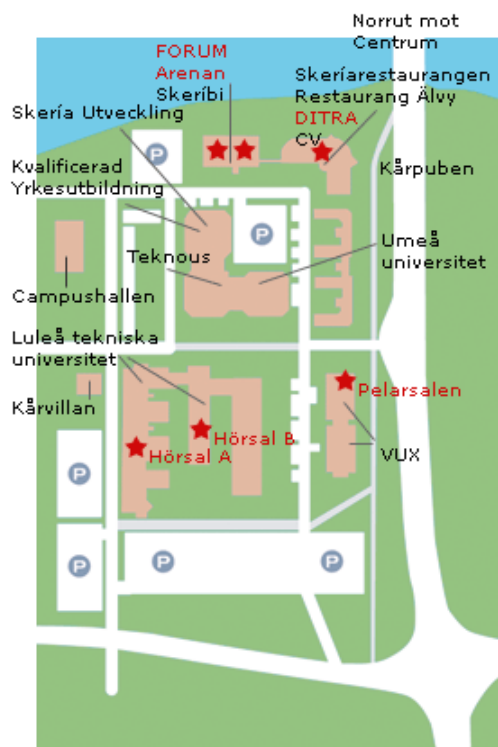 Norrut mot
Centrum
FORUM
Arenan
Skeríbi
Skeríarestaurangen
Restaurang Älvy
DITRA
CV
Skería Utveckling
P
Kvalificerad
Yrkesutbildning
Kårpuben
P
Teknous
Umeå
universitet
Campushallen
Luleå tekniska
universitet
Kårvillan
Pelarsalen
Hörsal B
Hörsal A
VUX
P
P
P
P